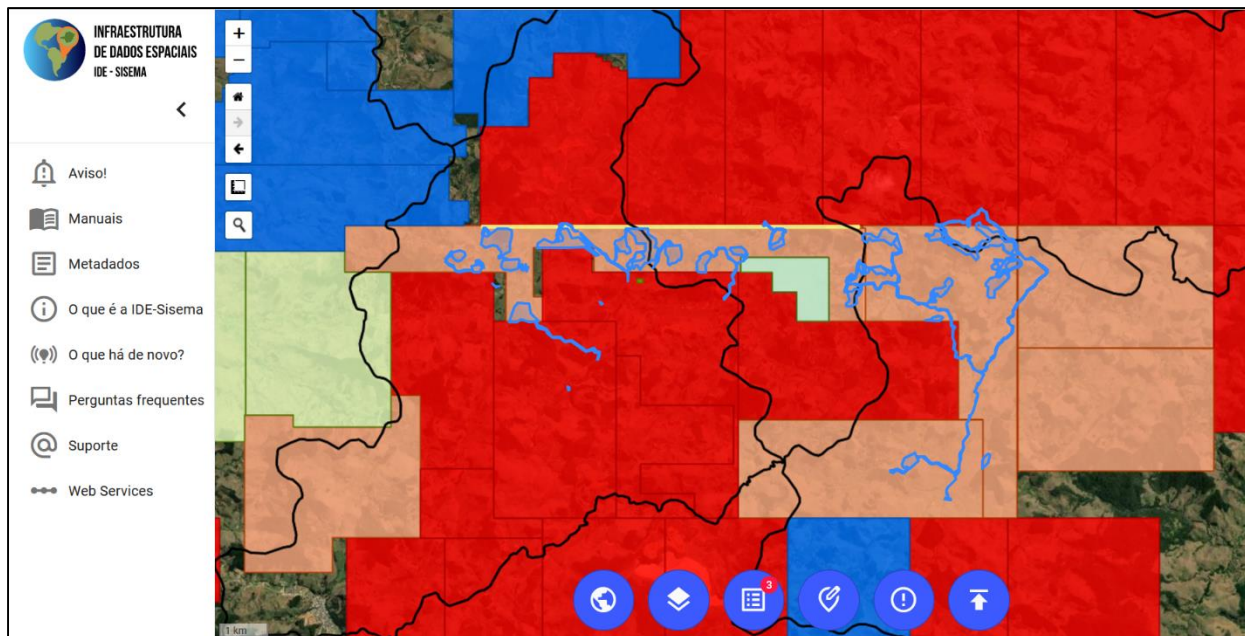 INFRAESTRUTURA
DE DADOS ESPACIAIS
IDE - SISEMA
Aviso!
Manuais
Metadados
O que é a IDE-Sisema
O que há de novo?
Perguntas frequentes
Suporte
Web Services
3
1 km